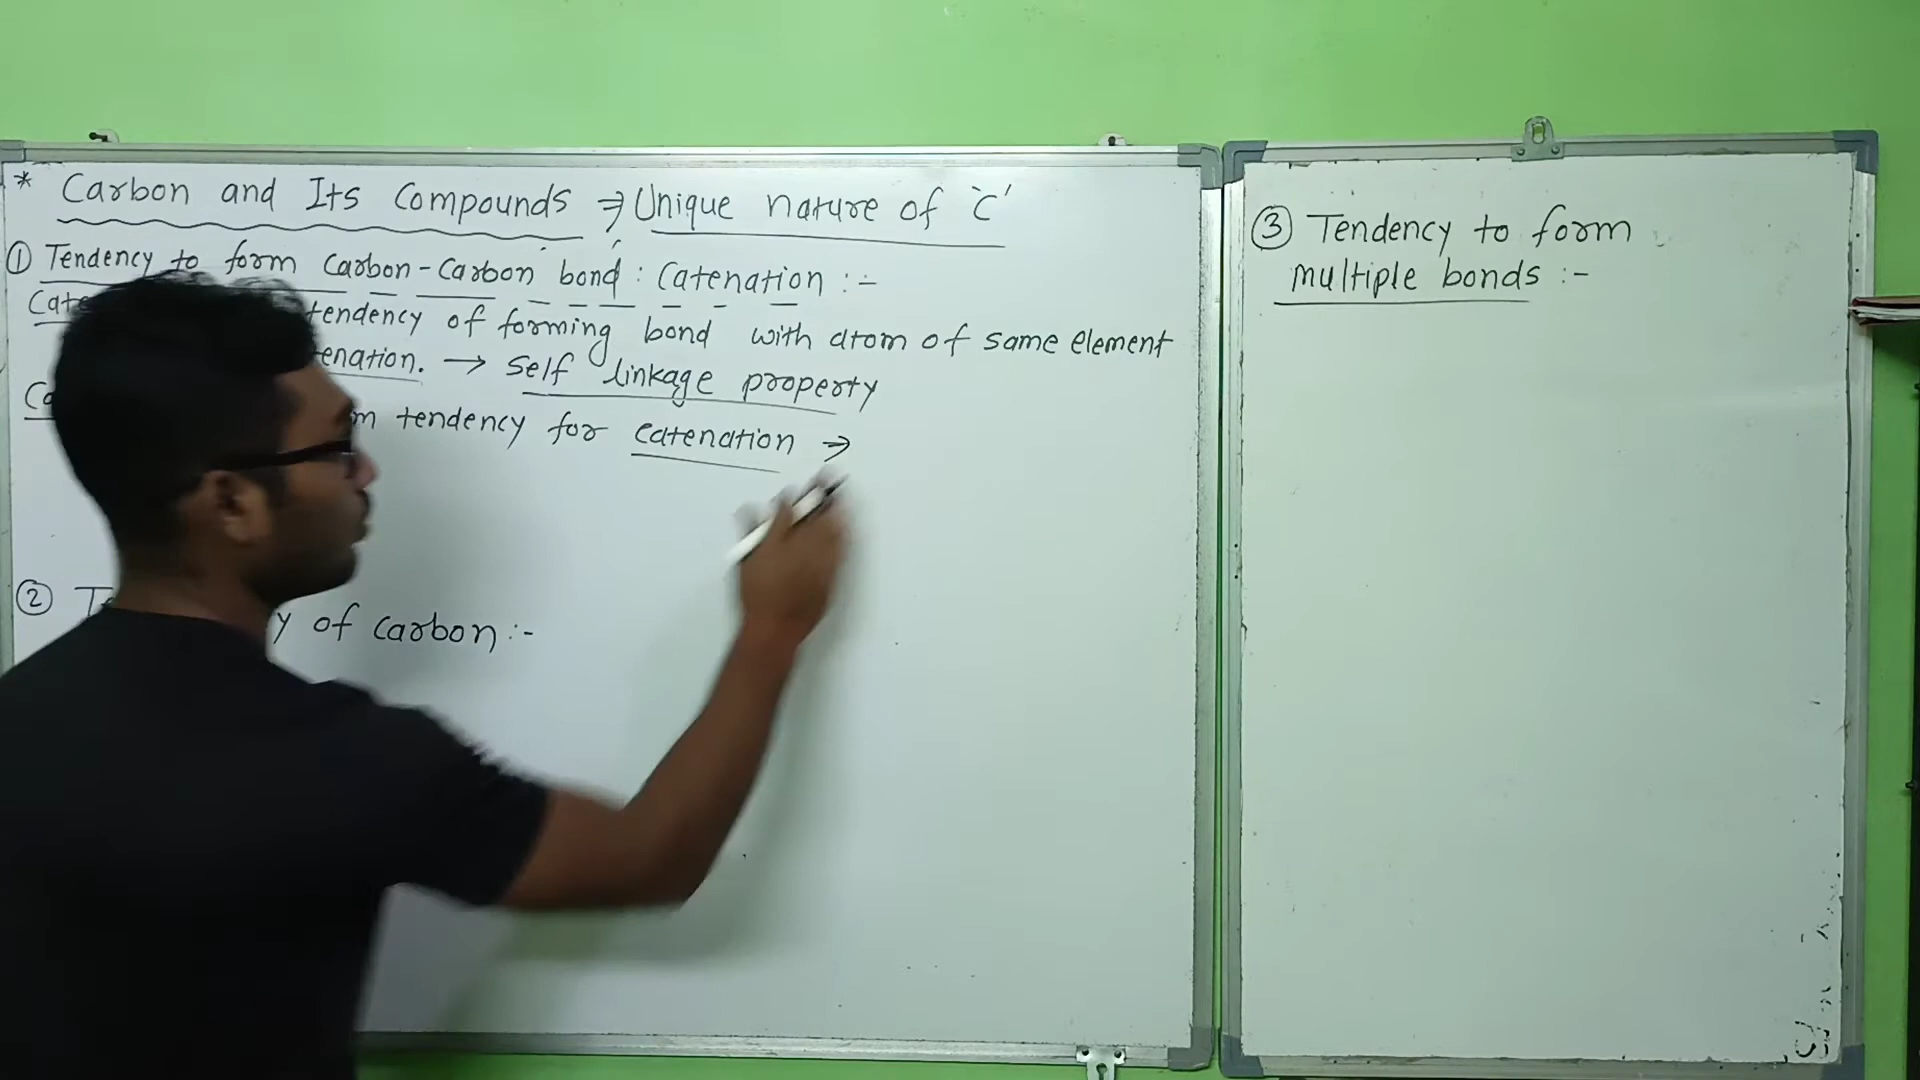 * Carbon and Its Compounds ⇒ Unique nature of 'C'
① Tendency to form carbon-carbon bond : Catenation :-
tendency of forming bond with atom of same element
enation. → self linkage property
tendency for catenation →
② of carbon :-
③ Tendency to form
multiple bonds :-